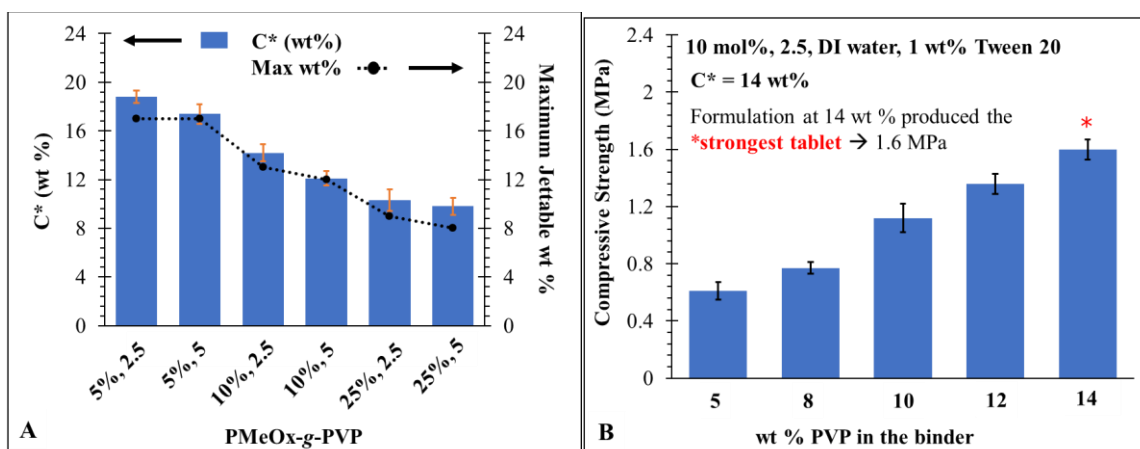 24
20
16
12
8
4
0
C* (wt %)
C* (wt%)
Max wt%
24
20
16
12
8
4
0
Maximum Jettable wt %
5%, 2.5
5%, 5
10%, 2.5
10%, 5
25%, 2.5
25%, 5
A
PMeOx-g-PVP
2.4
2
1.6
1.2
0.8
0.4
0
Compressive Strength (MPa)
10 mol%, 2.5, DI water, 1 wt% Tween 20
C* = 14 wt%
Formulation at 14 wt % produced the
*strongest tablet → 1.6 MPa
*
5 8 10 12 14
B
wt % PVP in the binder